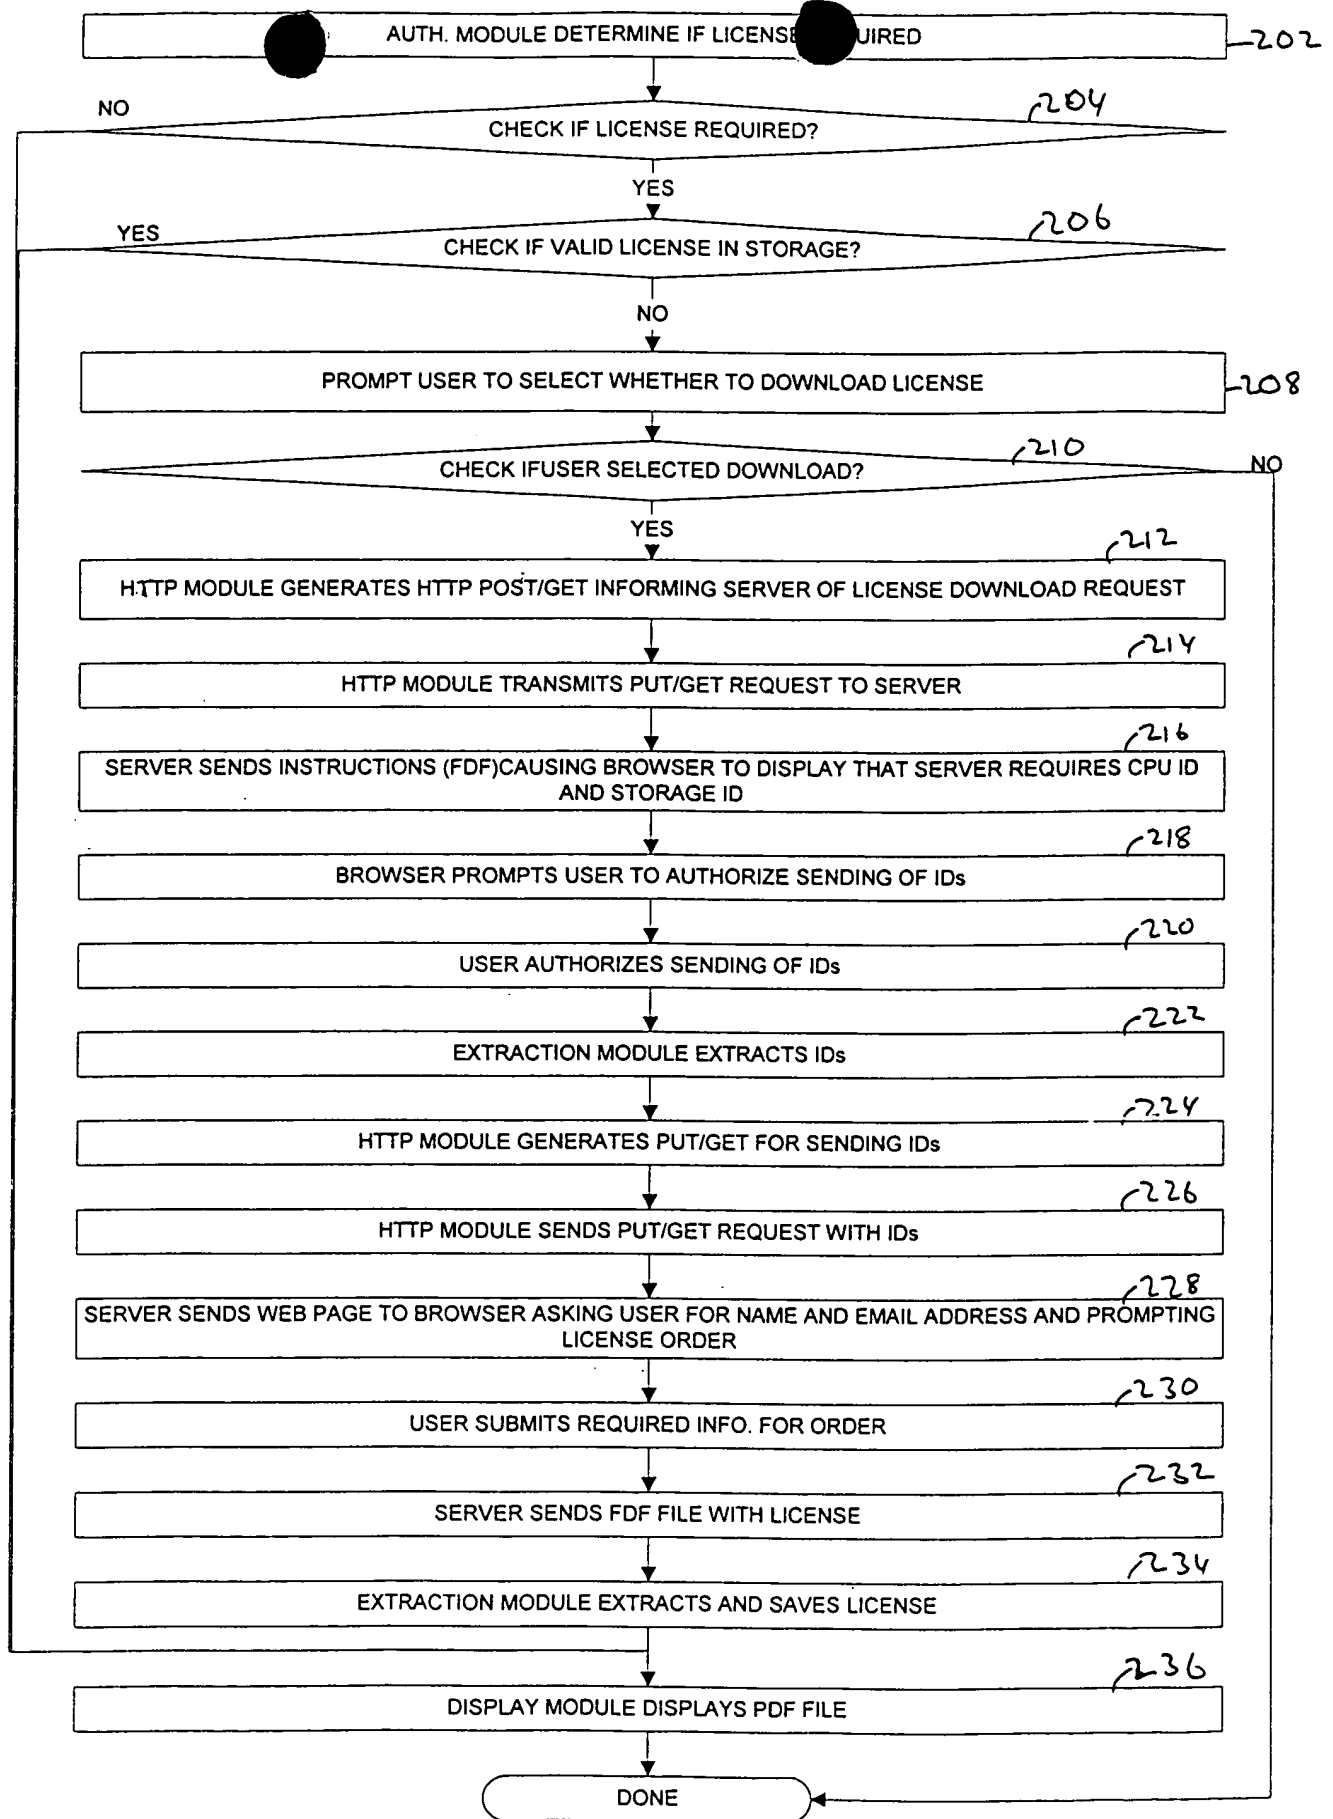 AUTH. MODULE DETERMINE IF LICENSE UIRED
202
NO
204
CHECK IF LICENSE REQUIRED?
YES
YES
206
CHECK IF VALID LICENSE IN STORAGE?
NO
PROMPT USER TO SELECT WHETHER TO DOWNLOAD LICENSE
208
210
CHECK IFUSER SELECTED DOWNLOAD?
NO
YES
212
HTTP MODULE GENERATES HTTP POST/GET INFORMING SERVER OF LICENSE DOWNLOAD REQUEST
214
HTTP MODULE TRANSMITS PUT/GET REQUEST TO SERVER
216
SERVER SENDS INSTRUCTIONS (FDF)CAUSING BROWSER TO DISPLAY THAT SERVER REQUIRES CPU ID
AND STORAGE ID
218
BROWSER PROMPTS USER TO AUTHORIZE SENDING OF IDs
220
USER AUTHORIZES SENDING OF IDs
222
EXTRACTION MODULE EXTRACTS IDs
224
HTTP MODULE GENERATES PUT/GET FOR SENDING IDs
226
HTTP MODULE SENDS PUT/GET REQUEST WITH IDs
228
SERVER SENDS WEB PAGE TO BROWSER ASKING USER FOR NAME AND EMAIL ADDRESS AND PROMPTING
LICENSE ORDER
230
USER SUBMITS REQUIRED INFO. FOR ORDER
232
SERVER SENDS FDF FILE WITH LICENSE
234
EXTRACTION MODULE EXTRACTS AND SAVES LICENSE
236
DISPLAY MODULE DISPLAYS PDF FILE
DONE